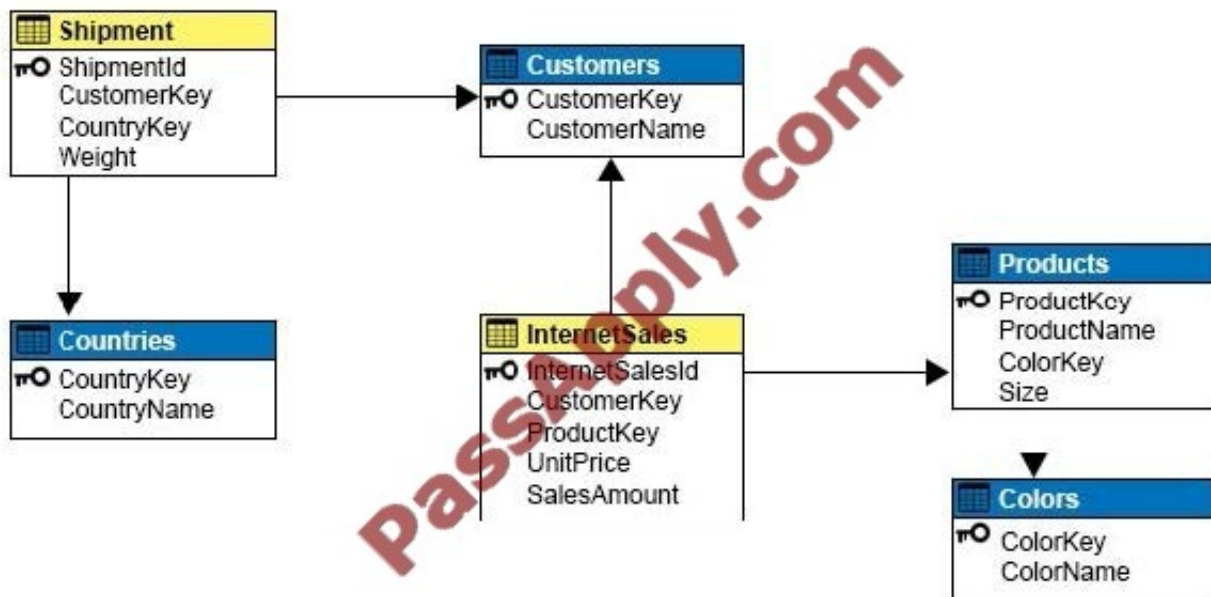 Shipment
ShipmentId
CustomerKey
CountryKey
Weight
Customers
CustomerKey
CustomerName
Countries
CountryKey
CountryName
InternetSales
InternetSalesId
CustomerKey
ProductKey
UnitPrice
SalesAmount
Products
ProductKey
ProductName
ColorKey
Size
Colors
ColorKey
ColorName
PassApply.com